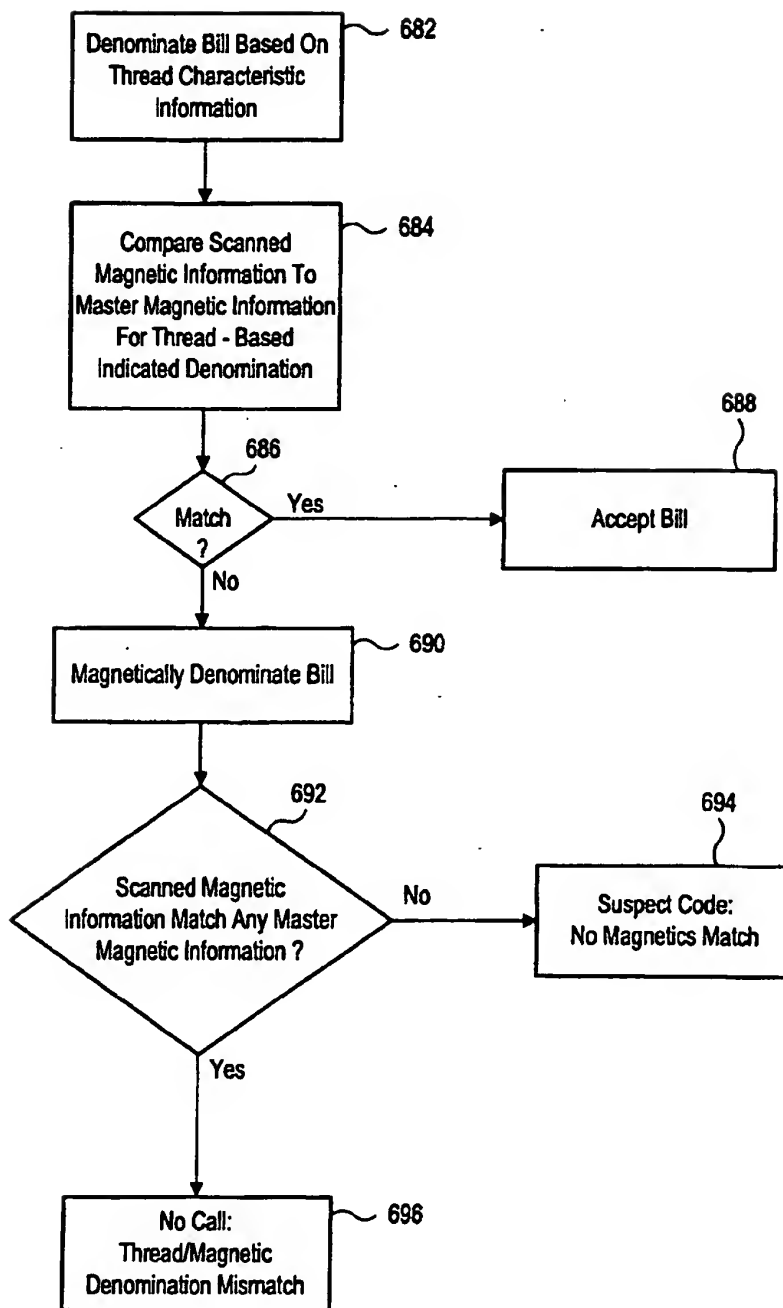 682
Denominate Bill Based On
Thread Characteristic
Information
684
Compare Scanned
Magnetic Information To
Master Magnetic Information
For Thread - Based
Indicated Denomination
686
Match
?
Yes
No
688
Accept Bill
690
Magnetically Denominate Bill
692
Scanned Magnetic
Information Match Any Master
Magnetic Information ?
No
Yes
694
Suspect Code:
No Magnetics Match
696
No Call:
Thread/Magnetic
Denomination Mismatch